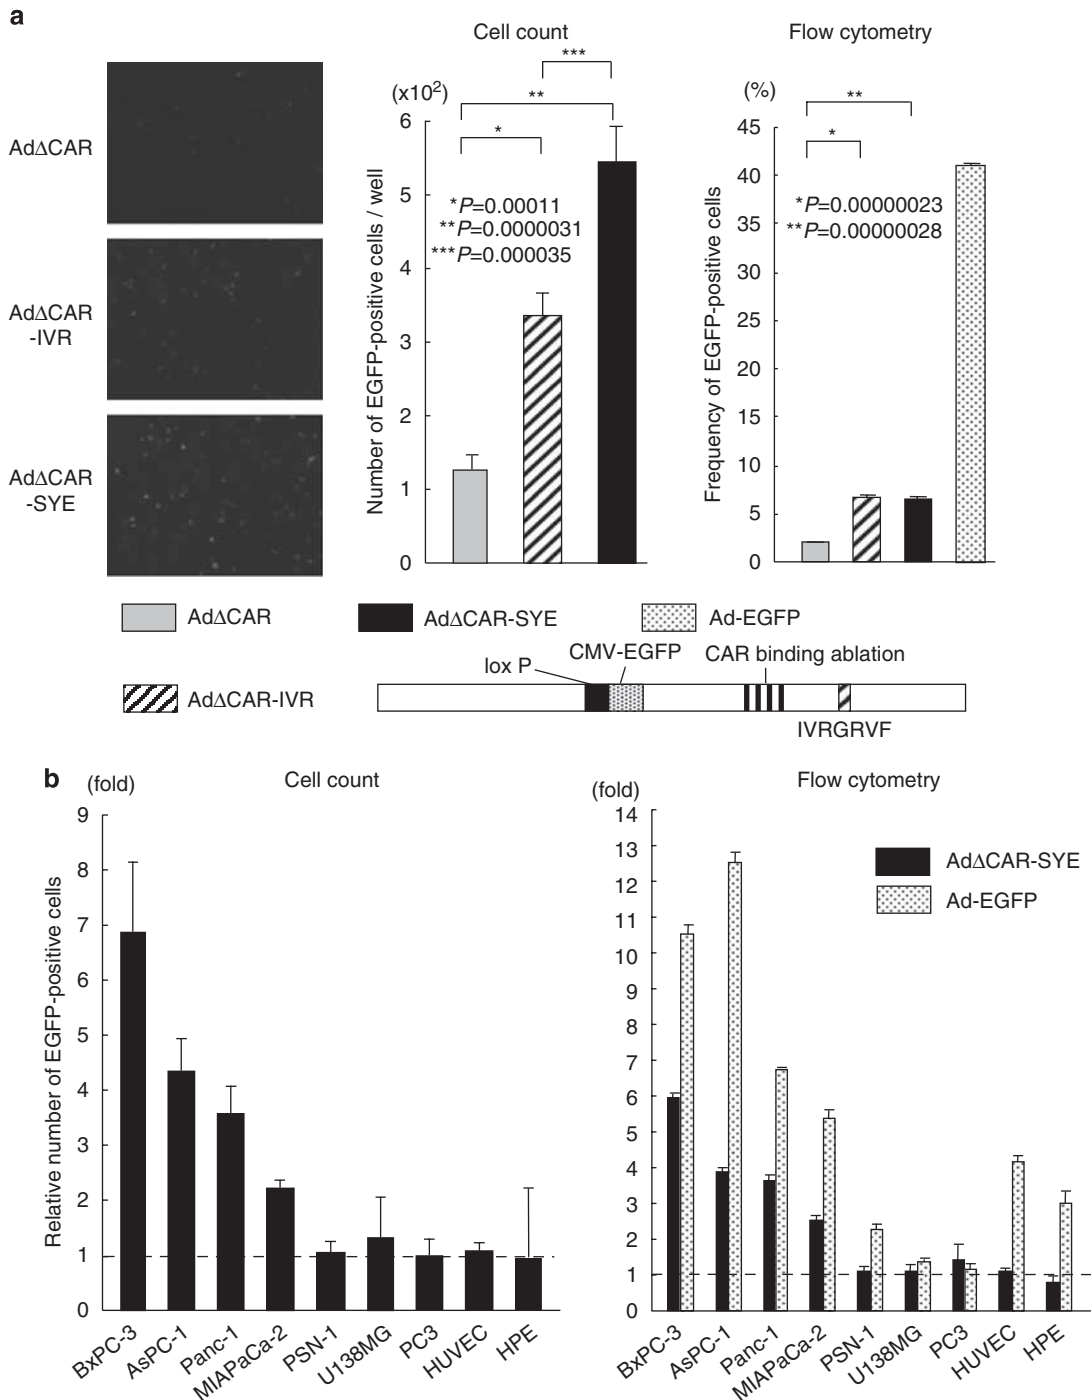 a
Cell count
Flow cytometry
AdΔCAR
AdΔCAR
-IVR
AdΔCAR
-SYE
(x10²)
***
**
*
*P=0.00011
**P=0.0000031
***P=0.000035
Number of EGFP-positive cells / well
6
5
4
3
2
1
0
(%)
**
*
*P=0.00000023
**P=0.00000028
Frequency of EGFP-positive cells
45
40
35
30
25
20
15
10
5
0
AdΔCAR
AdΔCAR-SYE
Ad-EGFP
AdΔCAR-IVR
lox P
CMV-EGFP
CAR binding ablation
IVRGRVF
b
(fold)
Cell count
Relative number of EGFP-positive cells
9
8
7
6
5
4
3
2
1
0
BxPC-3
AsPC-1
Panc-1
MIAPaCa-2
PSN-1
U138MG
PC3
HUVEC
HPE
(fold)
Flow cytometry
AdΔCAR-SYE
Ad-EGFP
14
13
12
11
10
9
8
7
6
5
4
3
2
1
0
BxPC-3
AsPC-1
Panc-1
MIAPaCa-2
PSN-1
U138MG
PC3
HUVEC
HPE